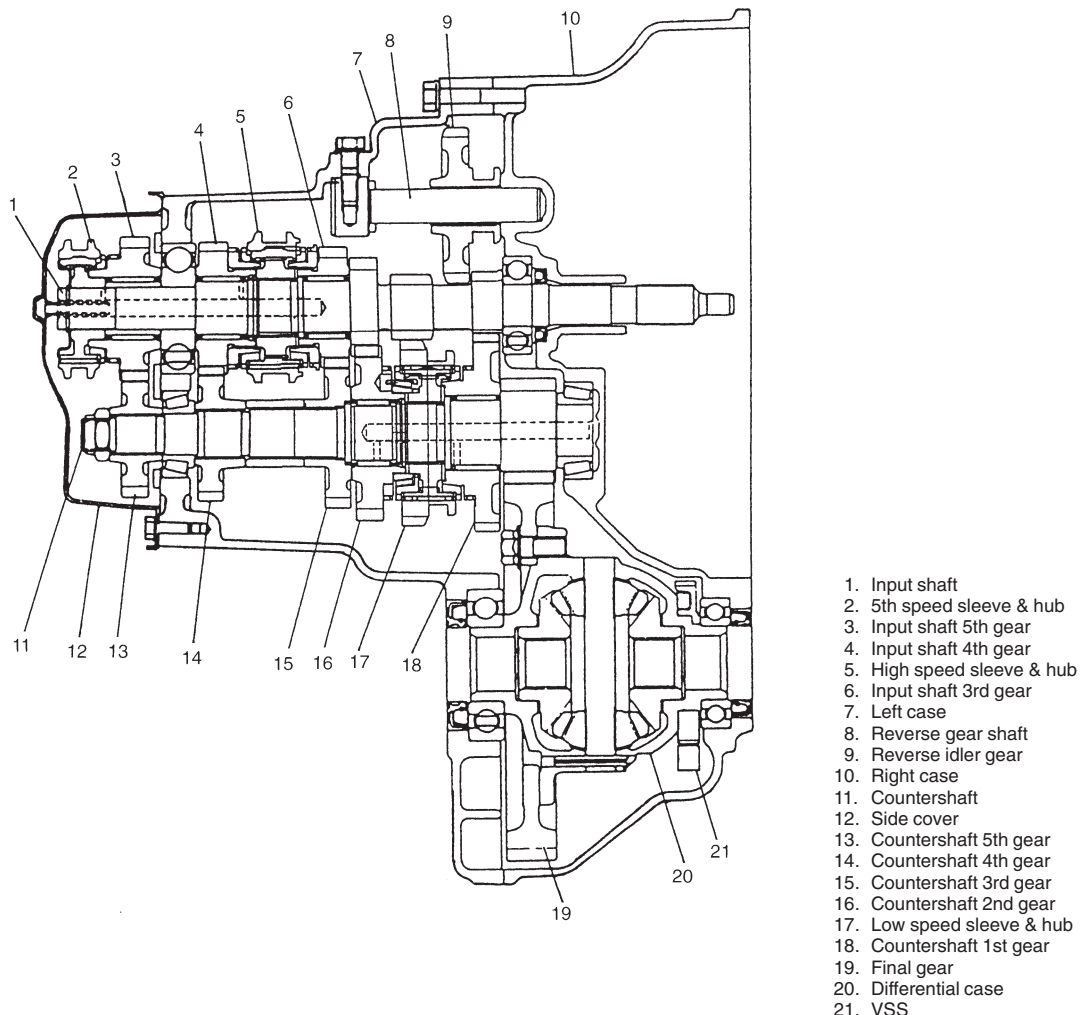 10
9
8
7
6
5
4
3
2
1
11
12
13
14
15
16
17
18
19
20
21
1. Input shaft
2. 5th speed sleeve & hub
3. Input shaft 5th gear
4. Input shaft 4th gear
5. High speed sleeve & hub
6. Input shaft 3rd gear
7. Left case
8. Reverse gear shaft
9. Reverse idler gear
10. Right case
11. Countershaft
12. Side cover
13. Countershaft 5th gear
14. Countershaft 4th gear
15. Countershaft 3rd gear
16. Countershaft 2nd gear
17. Low speed sleeve & hub
18. Countershaft 1st gear
19. Final gear
20. Differential case
21. VSS